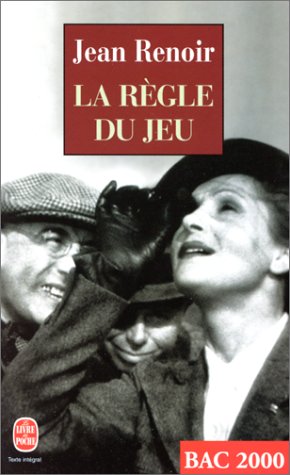 Jean Renoir
LA RÈGLE
DU JEU
LE LIVRE
DE POCHE
Texte intégral
BAC 2000